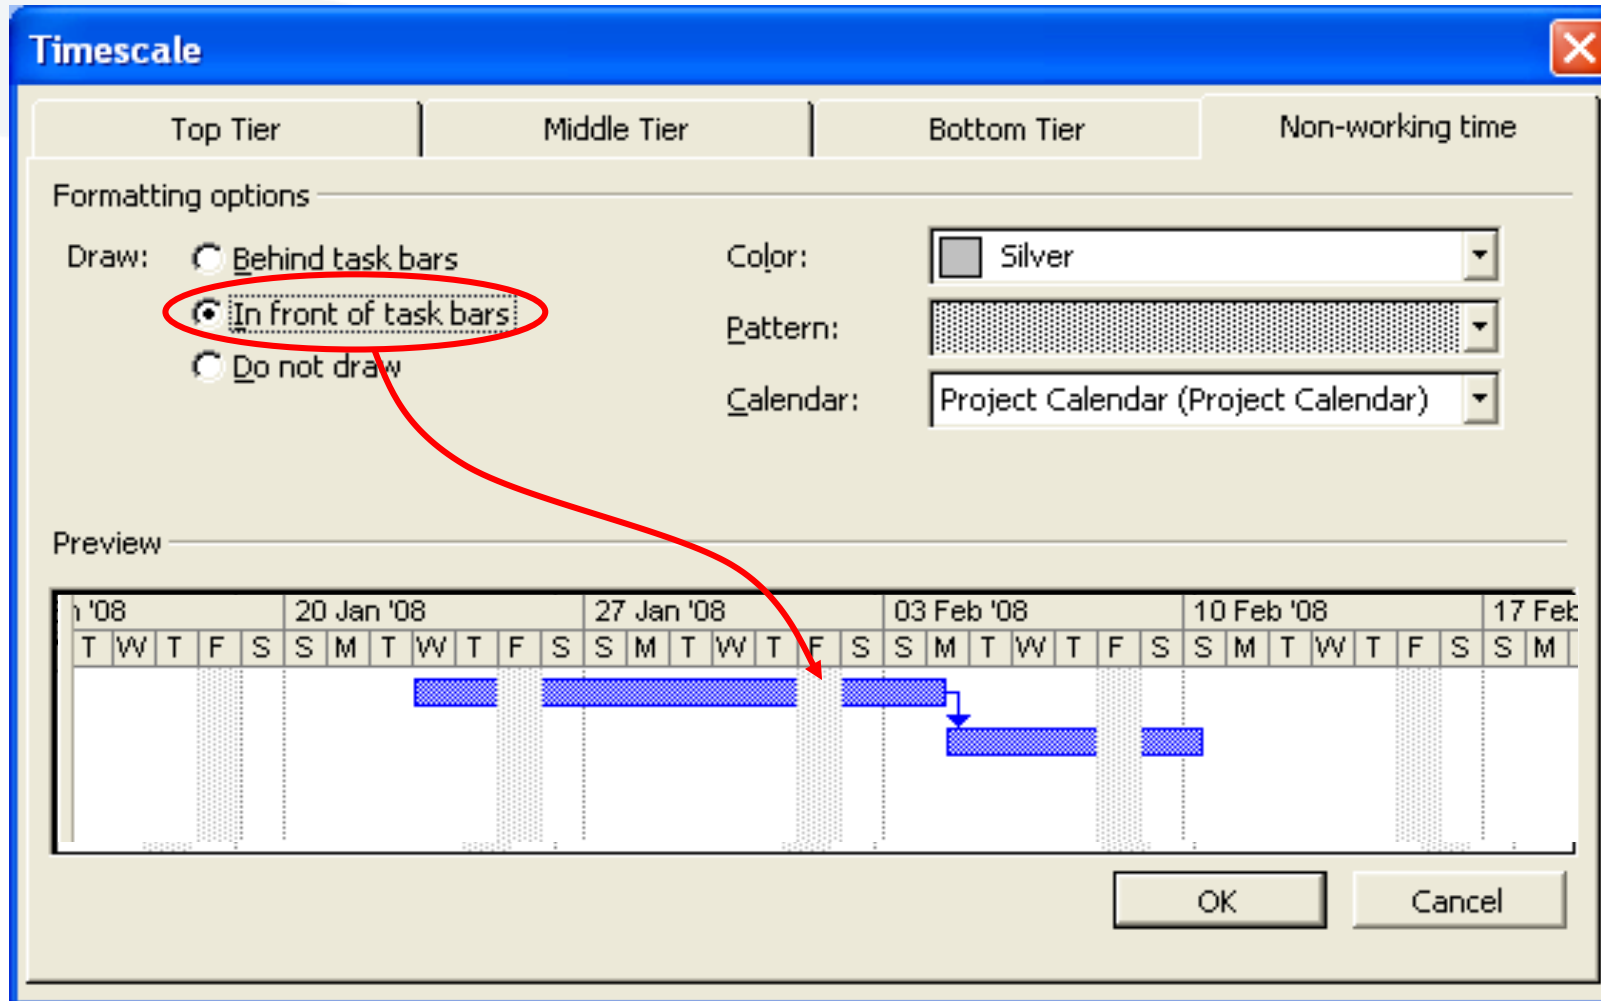 Timescale
Top Tier Middle Tier Bottom Tier Non-working time
Formatting options
Draw: Behind task bars Color: Silver
In front of task bars Pattern:
Do not draw
Calendar: Project Calendar (Project Calendar)
Preview
'08 20 Jan '08 27 Jan '08 03 Feb '08 10 Feb '08 17 Feb
T W T F S S M T W T F S S M T W T F S S M T W T F S S M T W T F S S M
OK Cancel